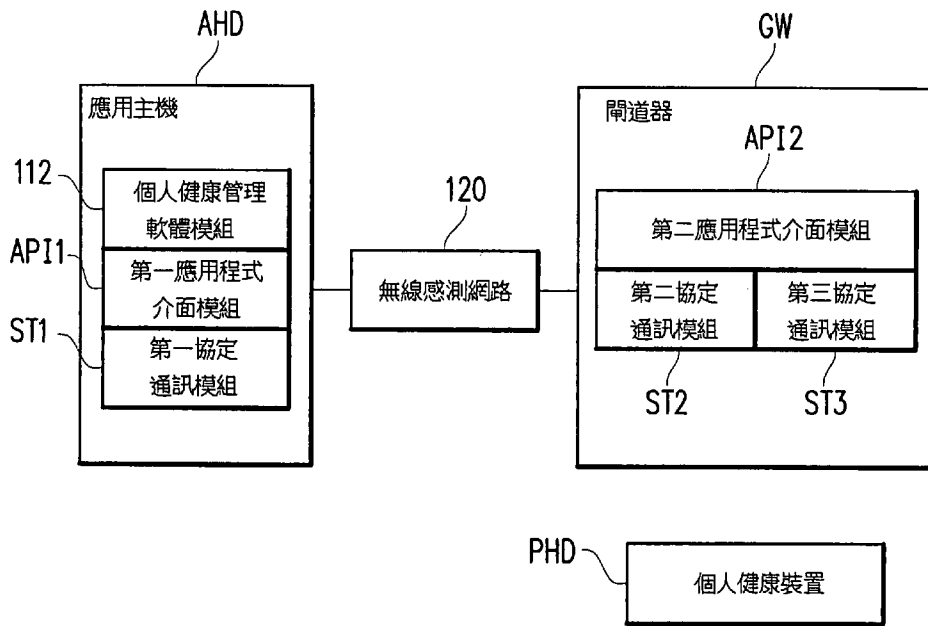 AHD
應用主機
112
個人健康管理
軟體模組
API1
第一應用程式
介面模組
ST1
第一協定
通訊模組
120
無線感測網路
GW
閘道器
API2
第二應用程式介面模組
第二協定
通訊模組
第三協定
通訊模組
ST2
ST3
PHD
個人健康裝置